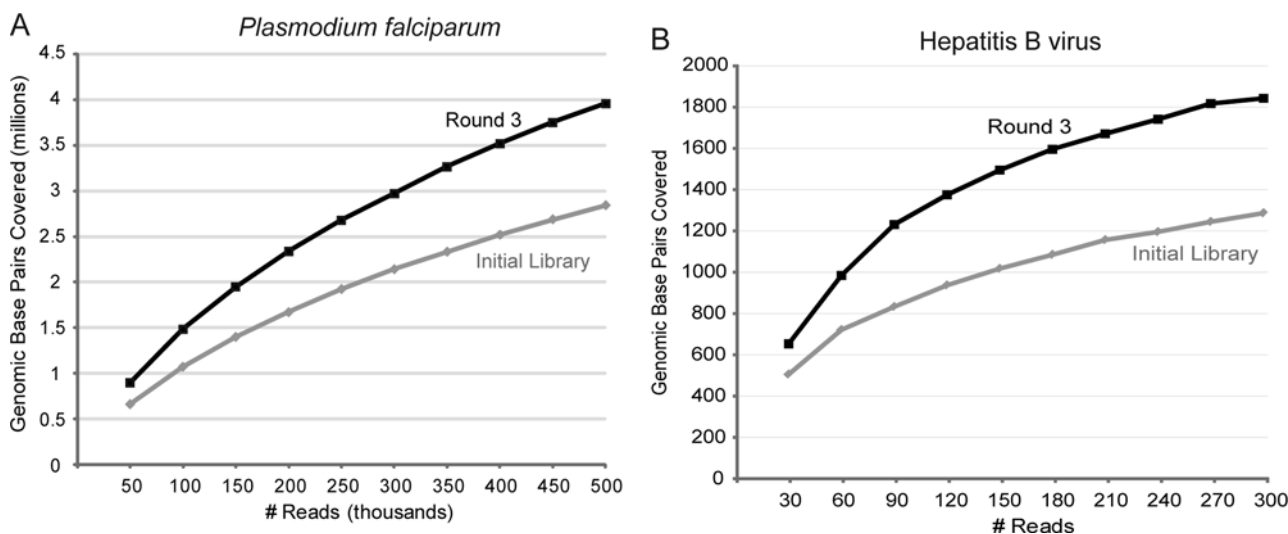 A
Plasmodium falciparum
Genomic Base Pairs Covered (millions)
4.5
4
3.5
3
2.5
2
1.5
1
0.5
0
Round 3
Initial Library
50 100 150 200 250 300 350 400 450 500
# Reads (thousands)
B
Hepatitis B virus
Genomic Base Pairs Covered
2000
1800
1600
1400
1200
1000
800
600
400
200
0
Round 3
Initial Library
30 60 90 120 150 180 210 240 270 300
# Reads